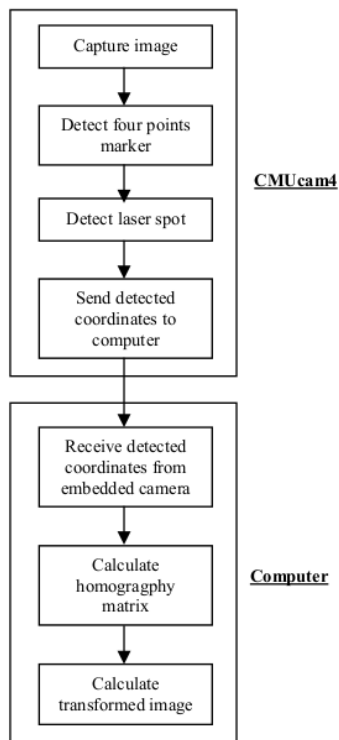 Capture image
Detect four points
marker
CMUcam4
Detect laser spot
Send detected
coordinates to
computer
Receive detected
coordinates from
embedded camera
Calculate
homogragphy
matrix
Computer
Calculate
transformed image